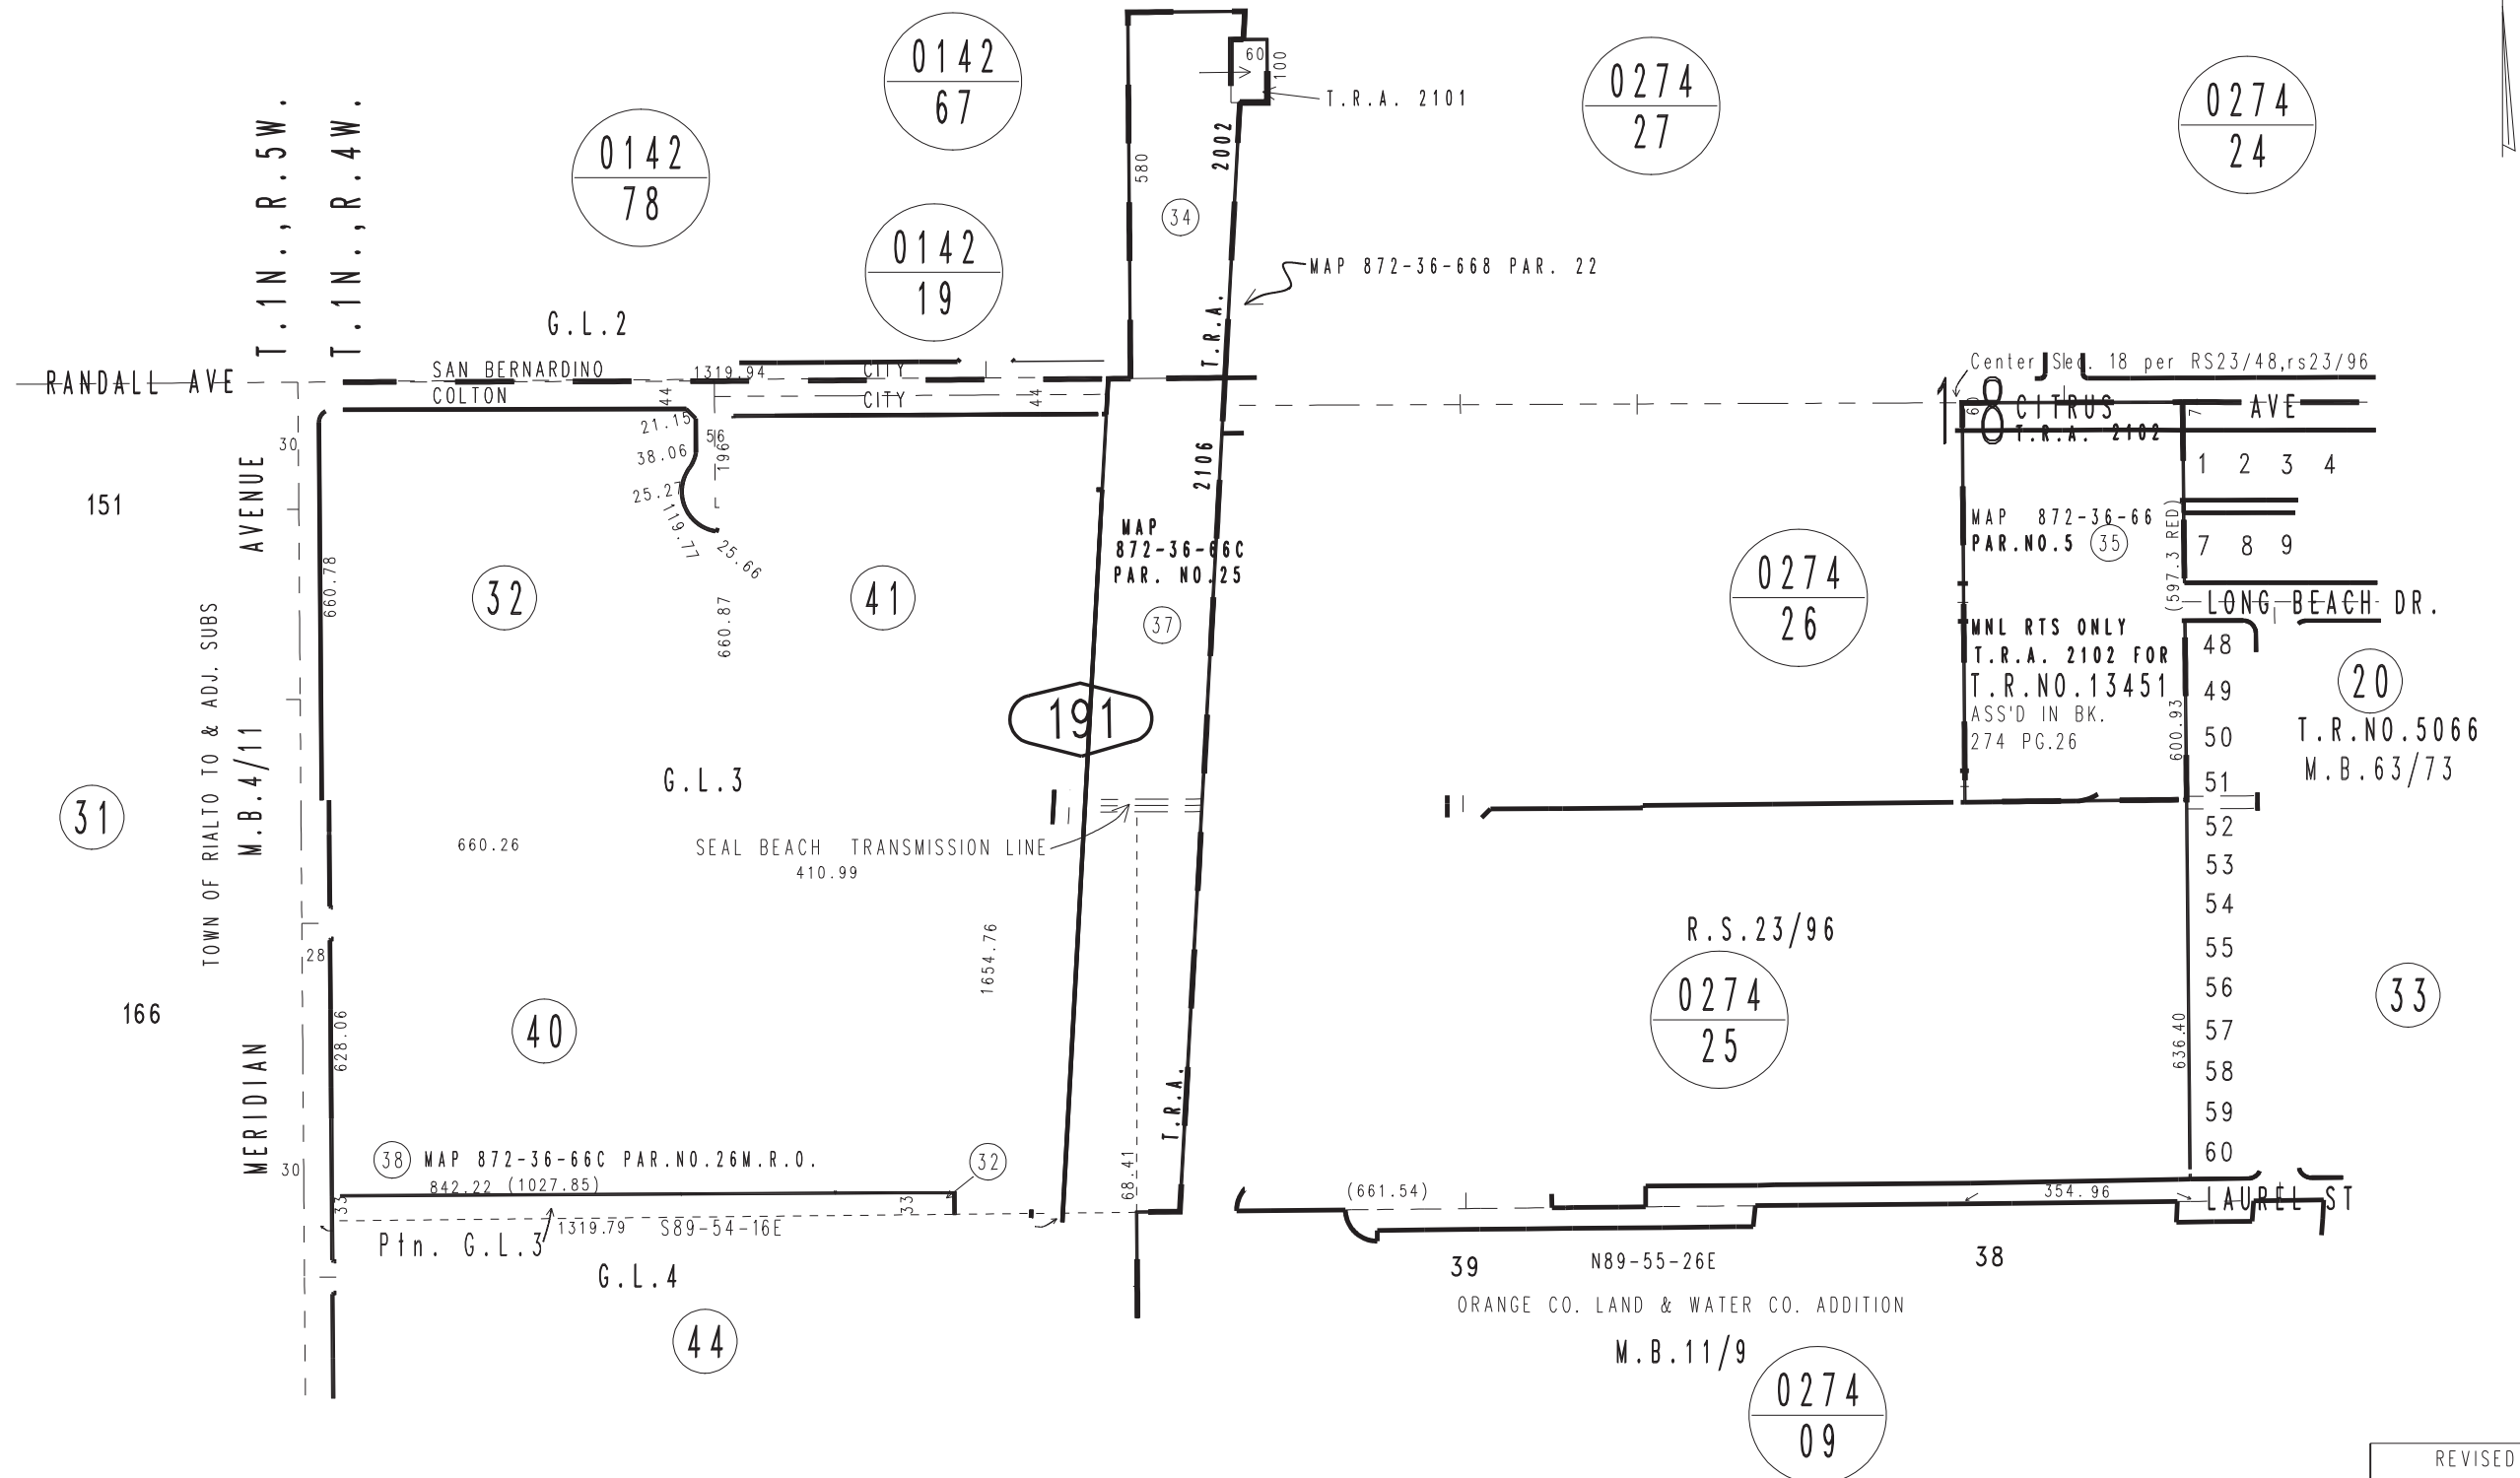 0142
67
0142
78
0142
19
0274
27
0274
24
60
100
T.R.A. 2101
T.1N.,R.5W.
T.1N.,R.4W.
580
2002
34
MAP 872-36-668 PAR. 22
T.R.A.
G.L.2
RANDALL AVE
SAN BERNARDINO
1319.94
CITY
COLTON
44
CITY
44
Center Sec. 18 per RS23/48,rs23/96
18
60
CITRUS
7
AVE
T.R.A. 2102
30
21.15
56
196
38.06
25.27
119.77
25.66
2106
1 2 3 4
151
AVENUE
MAP
872-36-66C
PAR. NO.25
MAP 872-36-66
PAR.NO.5
35
(597.3 RED)
7 8 9
660.78
32
41
660.87
37
0274
26
LONG BEACH DR.
MNL RTS ONLY
T.R.A. 2102 FOR
T.R.NO.13451
ASS'D IN BK.
274 PG.26
600.93
48
49
50
51
52
53
54
55
56
57
58
59
60
20
T.R.NO.5066
M.B.63/73
TOWN OF RIALTO TO & ADJ. SUBS
M.B.4/11
191
G.L.3
31
660.26
SEAL BEACH TRANSMISSION LINE
410.99
28
1654.76
R.S.23/96
0274
25
33
166
628.06
40
636.40
MERIDIAN
30
T.R.A.
38
MAP 872-36-66C PAR.NO.26M.R.O.
32
842.22 (1027.85)
33
33
68.41
(661.54)
354.96
LAUREL ST
1319.79
S89-54-16E
Ptn. G.L.3
G.L.4
39
N89-55-26E
38
ORANGE CO. LAND & WATER CO. ADDITION
44
M.B.11/9
0274
09
REVISED